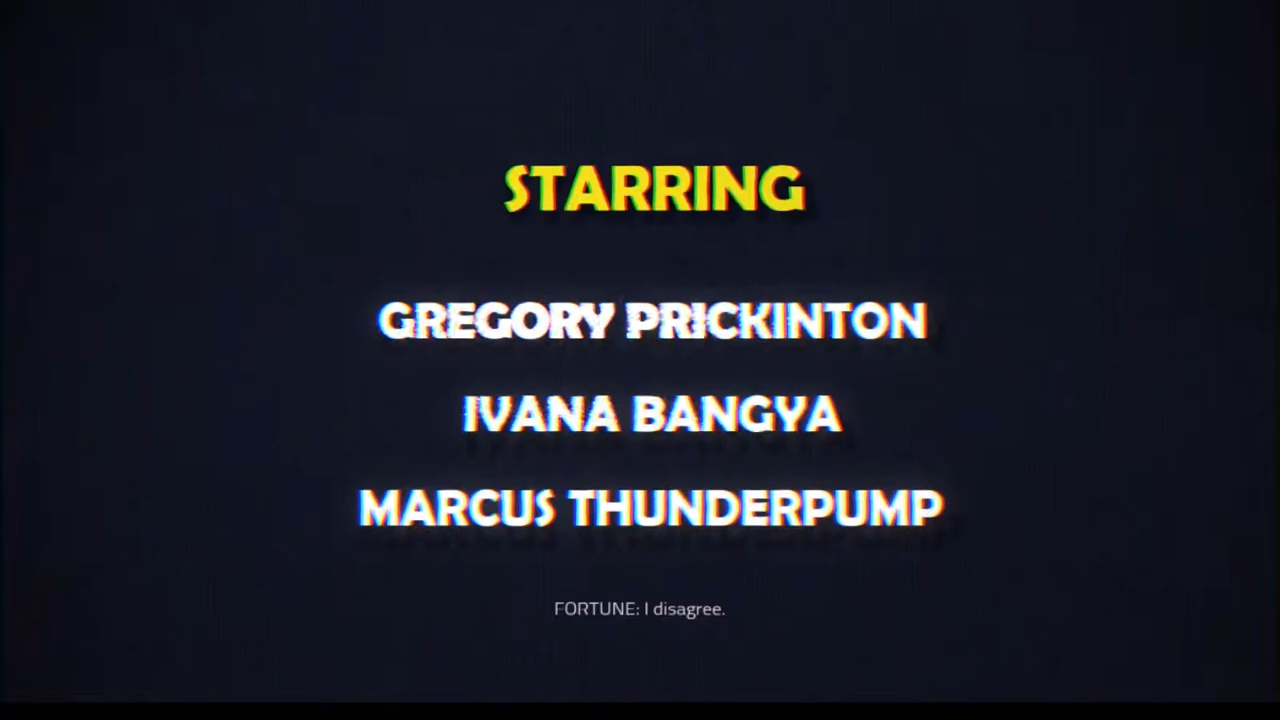 STARRING
GREGORY PRICKINTON
IVANA BANGYA
MARCUS THUNDERPUMP
FORTUNE: I disagree.